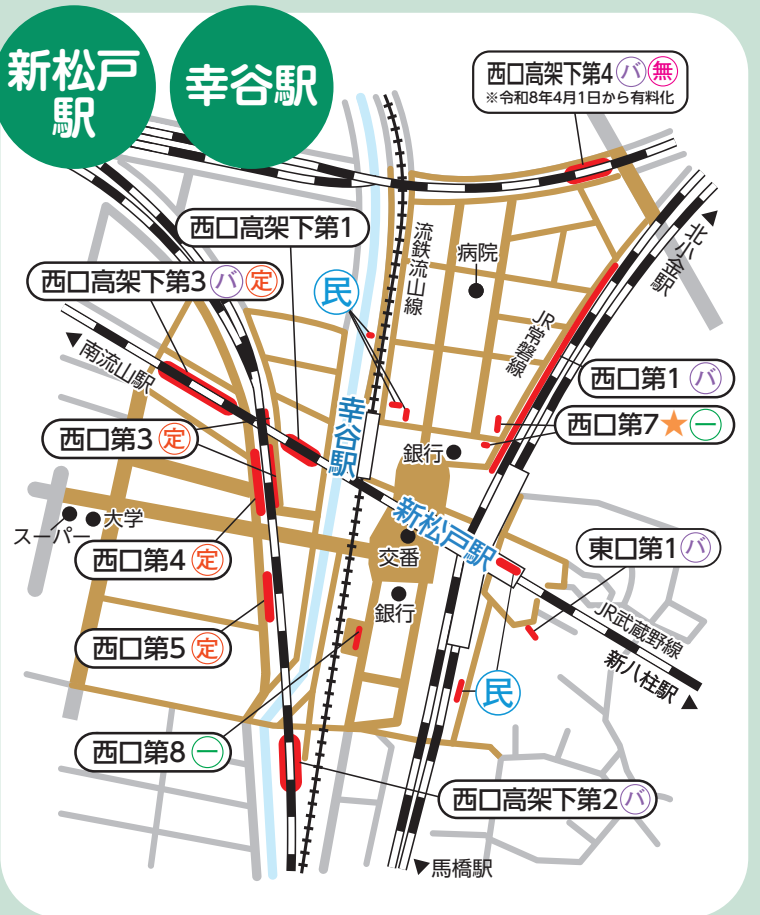 新松戸
駅
幸谷駅
西口高架下第4 バ 無
※令和8年4月1日から有料化
西口高架下第1
西口高架下第3 バ 定
民
流鉄流山線
病院
北小金駅
JR常磐線
南流山駅
西口第1 バ
西口第3 定
幸谷駅
西口第7★一
銀行
スーパー
大学
新松戸駅
西口第4 定
交番
東口第1 バ
銀行
JR武蔵野線
西口第5 定
新八柱駅
民
西口第8 一
西口高架下第2 バ
馬橋駅